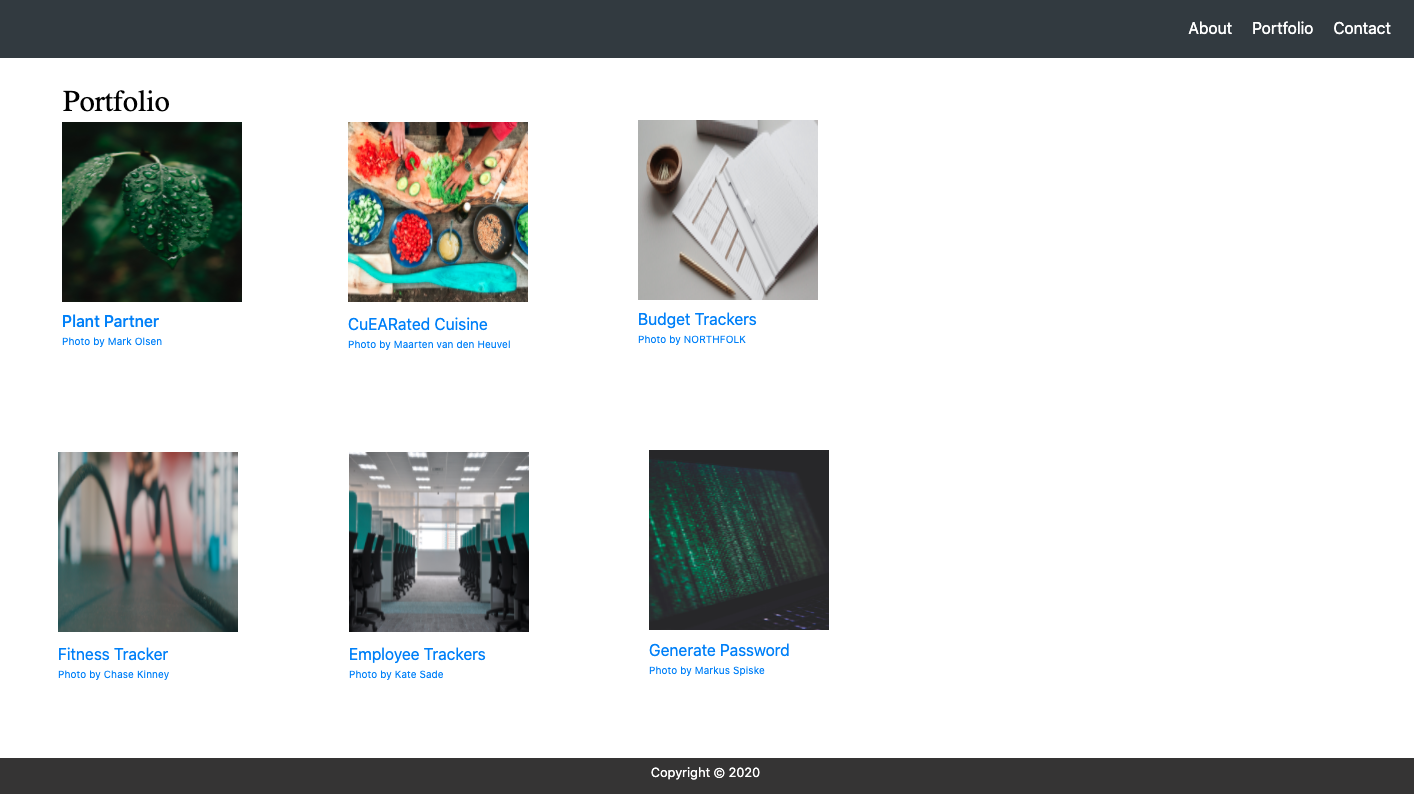 About Portfolio Contact
Portfolio
Plant Partner
Photo by Mark Olsen
CuEARated Cuisine
Photo by Maarten van den Heuvel
Budget Trackers
Photo by NORTHFOLK
Fitness Tracker
Photo by Chase Kinney
Employee Trackers
Photo by Kate Sade
Generate Password
Photo by Markus Spiske
Copyright © 2020